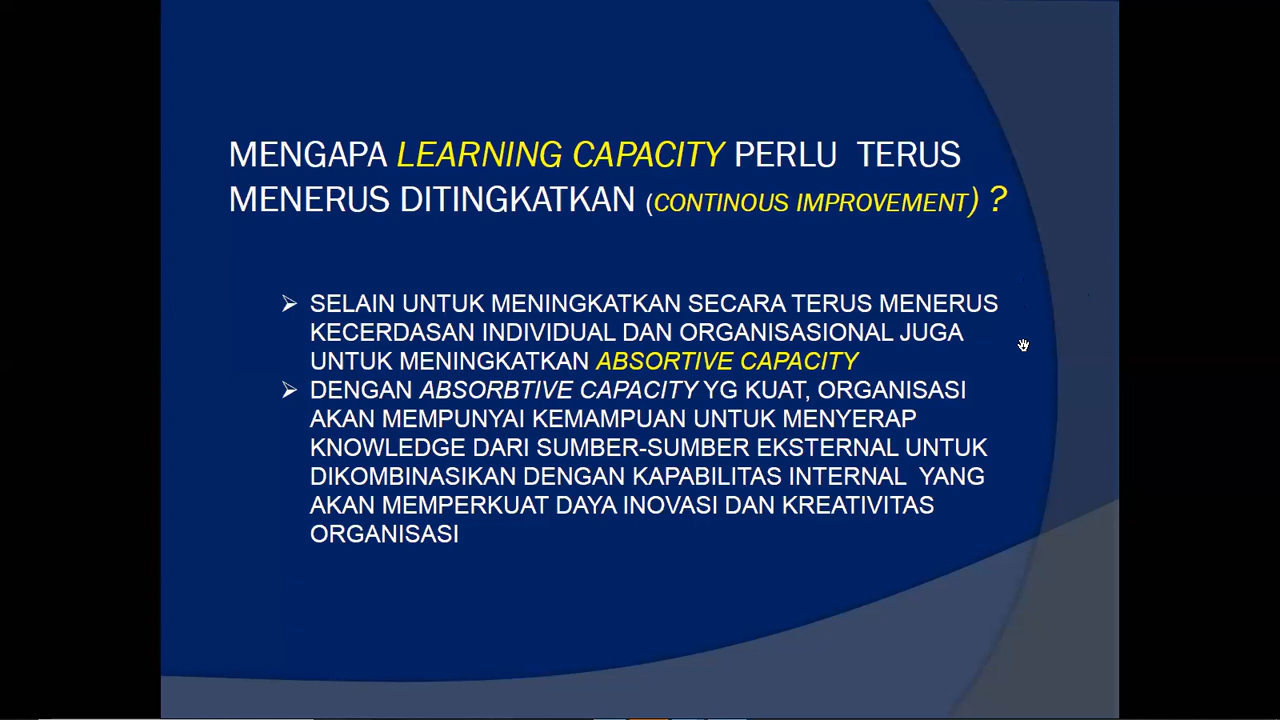 MENGAPA LEARNING CAPACITY PERLU TERUS
MENERUS DITINGKATKAN (CONTINOUS IMPROVEMENT) ?
➢ SELAIN UNTUK MENINGKATKAN SECARA TERUS MENERUS
KECERDASAN INDIVIDUAL DAN ORGANISASIONAL JUGA
UNTUK MENINGKATKAN ABSORTIVE CAPACITY
➢ DENGAN ABSORBTIVE CAPACITY YG KUAT, ORGANISASI
AKAN MEMPUNYAI KEMAMPUAN UNTUK MENYERAP
KNOWLEDGE DARI SUMBER-SUMBER EKSTERNAL UNTUK
DIKOMBINASIKAN DENGAN KAPABILITAS INTERNAL YANG
AKAN MEMPERKUAT DAYA INOVASI DAN KREATIVITAS
ORGANISASI